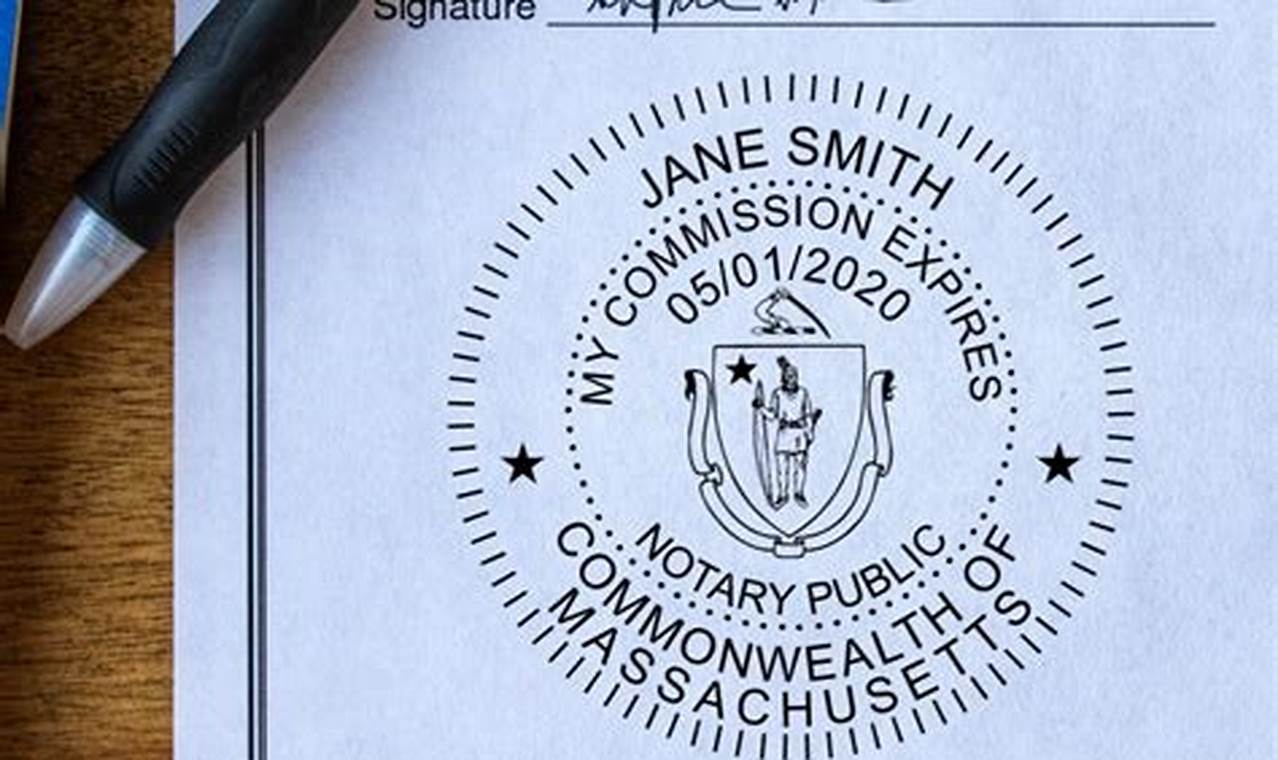 Signature
JANE SMITH
MY COMMISSION EXPIRES
05/01/2020
NOTARY PUBLIC
COMMONWEALTH OF
MASSACHUSETTS